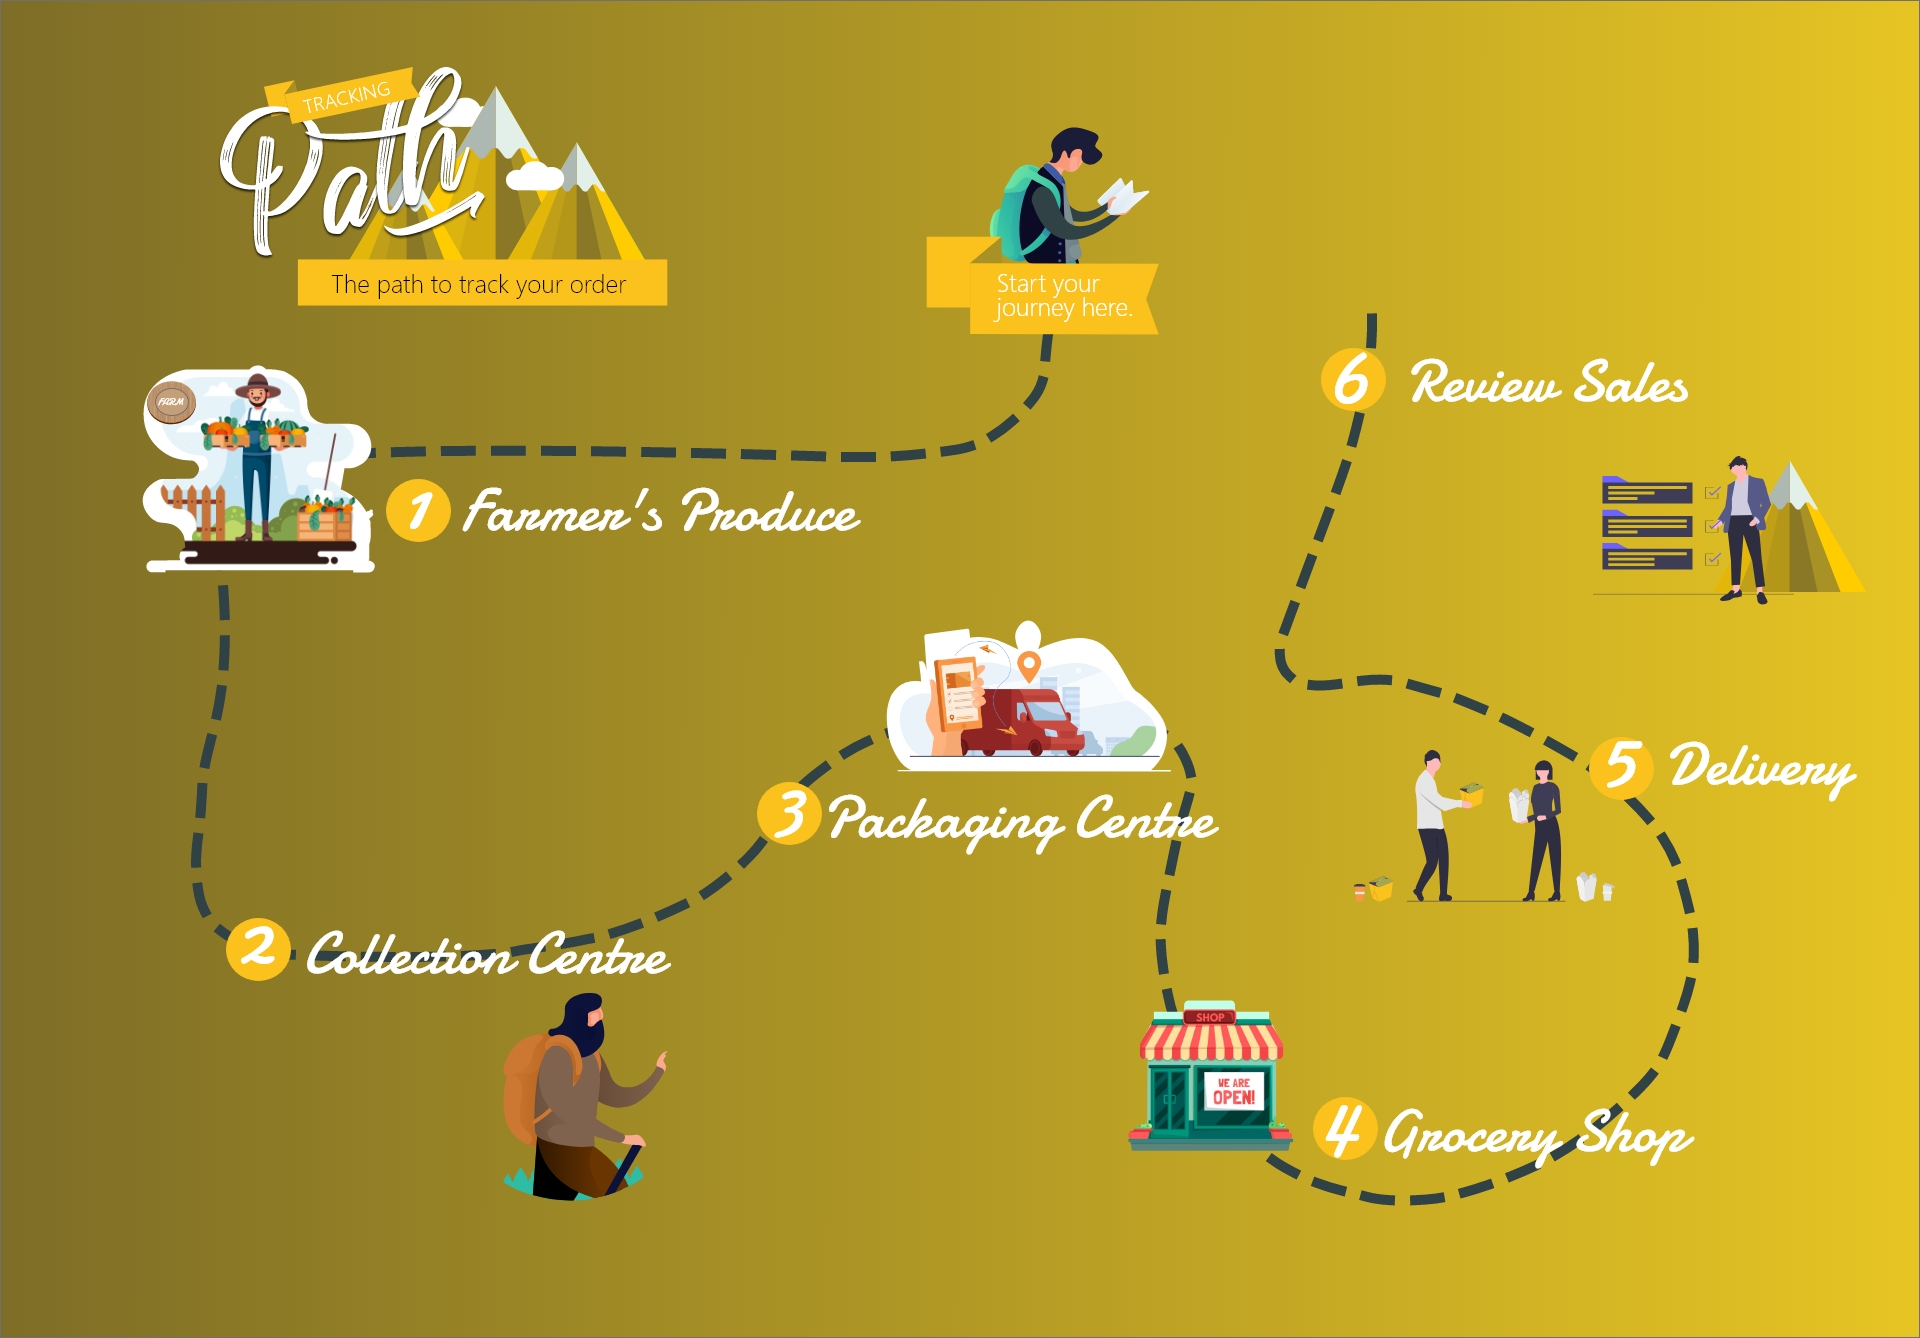 TRACKING
Path
The path to track your order
Start your
journey here.
6 Review Sales
FARM
1 Farmer's Produce
5 Delivery
3 Packaging Centre
2 Collection Centre
SHOP
WE ARE
OPEN!
4 Grocery Shop